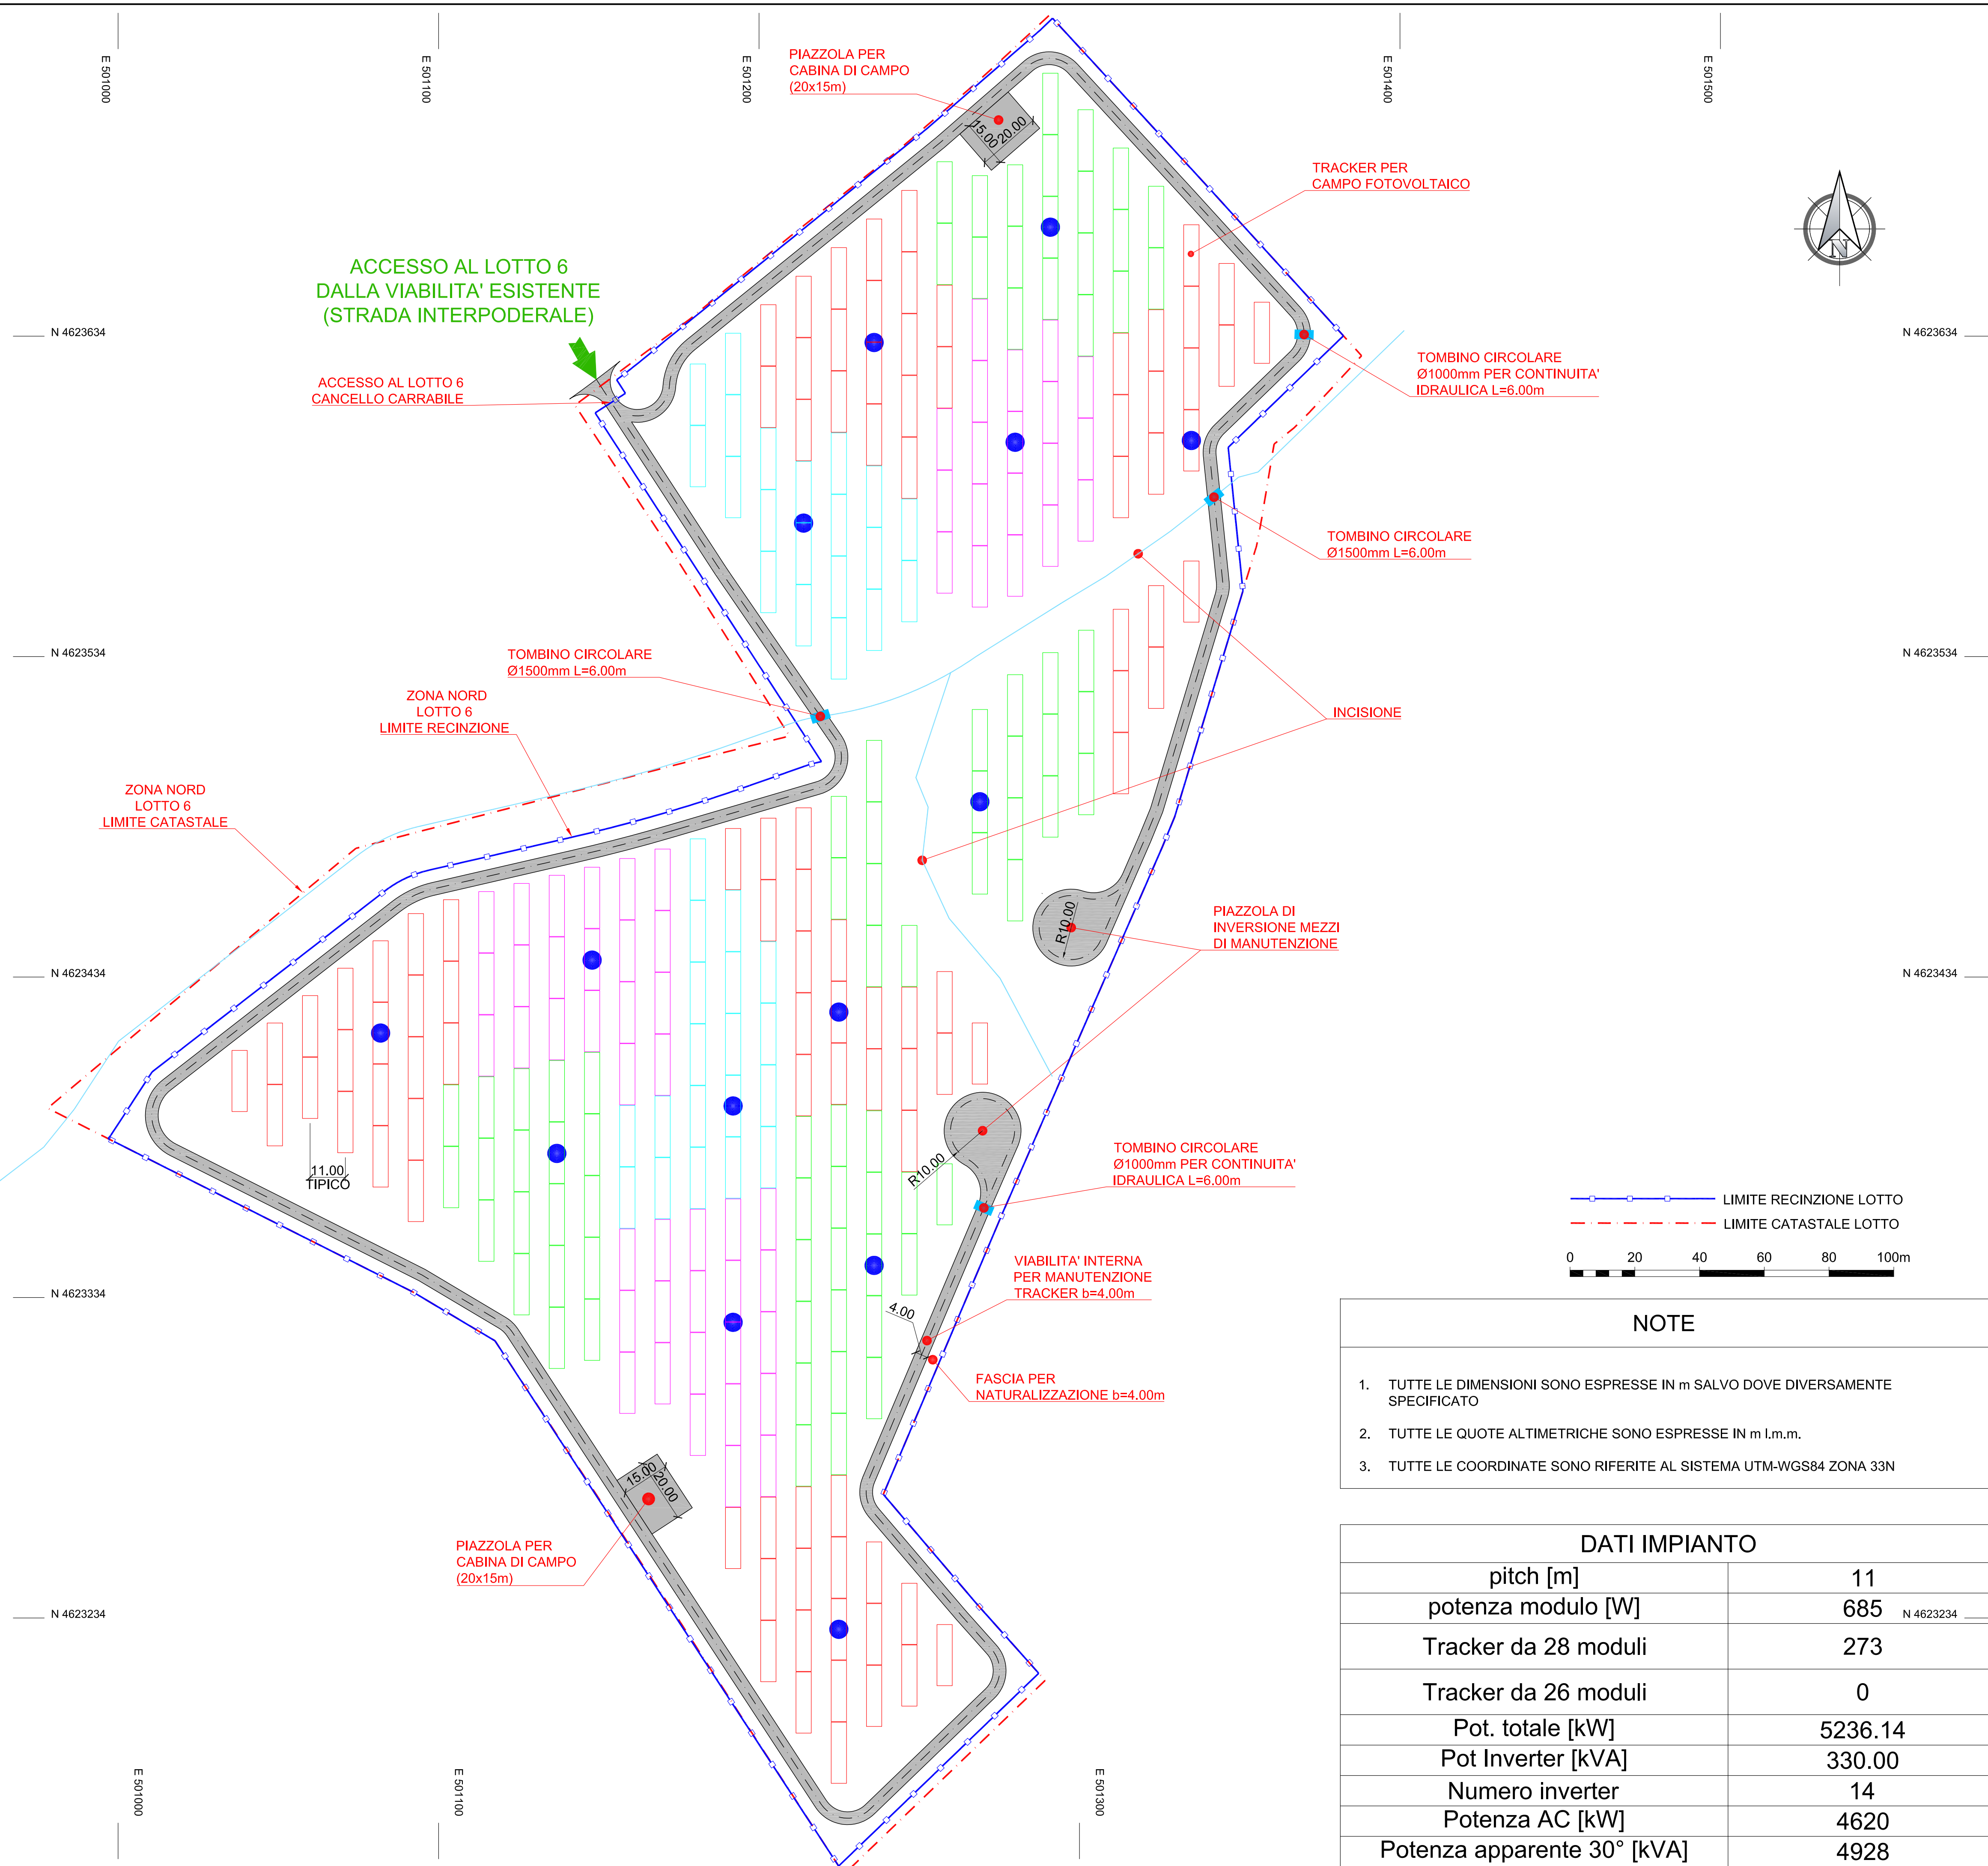 E 501000
E 501100
E 501200
E 501400
E 501500
PIAZZOLA PER
CABINA DI CAMPO
(20x15m)
15.00
20.00
TRACKER PER
CAMPO FOTOVOLTAICO
N
ACCESSO AL LOTTO 6
DALLA VIABILITA' ESISTENTE
(STRADA INTERPODERALE)
N 4623634
N 4623634
ACCESSO AL LOTTO 6
CANCELLO CARRABILE
TOMBINO CIRCOLARE
Ø1000mm PER CONTINUITA'
IDRAULICA L=6.00m
TOMBINO CIRCOLARE
Ø1500mm L=6.00m
N 4623534
N 4623534
TOMBINO CIRCOLARE
Ø1500mm L=6.00m
ZONA NORD
LOTTO 6
LIMITE RECINZIONE
INCISIONE
ZONA NORD
LOTTO 6
LIMITE CATASTALE
R10.00
PIAZZOLA DI
INVERSIONE MEZZI
DI MANUTENZIONE
N 4623434
N 4623434
11.00
TIPICO
R10.00
TOMBINO CIRCOLARE
Ø1000mm PER CONTINUITA'
IDRAULICA L=6.00m
LIMITE RECINZIONE LOTTO
LIMITE CATASTALE LOTTO
0 20 40 60 80 100m
VIABILITA' INTERNA
PER MANUTENZIONE
TRACKER b=4.00m
4.00
N 4623334
FASCIA PER
NATURALIZZAZIONE b=4.00m
NOTE
1. TUTTE LE DIMENSIONI SONO ESPRESSE IN m SALVO DOVE DIVERSAMENTE
SPECIFICATO
2. TUTTE LE QUOTE ALTIMETRICHE SONO ESPRESSE IN m l.m.m.
3. TUTTE LE COORDINATE SONO RIFERITE AL SISTEMA UTM-WGS84 ZONA 33N
15.00
20.00
PIAZZOLA PER
CABINA DI CAMPO
(20x15m)
N 4623234
DATI IMPIANTO
pitch [m] 11
potenza modulo [W] 685
N 4623234
Tracker da 28 moduli 273
Tracker da 26 moduli 0
Pot. totale [kW] 5236.14
Pot Inverter [kVA] 330.00
Numero inverter 14
Potenza AC [kW] 4620
Potenza apparente 30° [kVA] 4928
E 501000
E 501100
E 501300